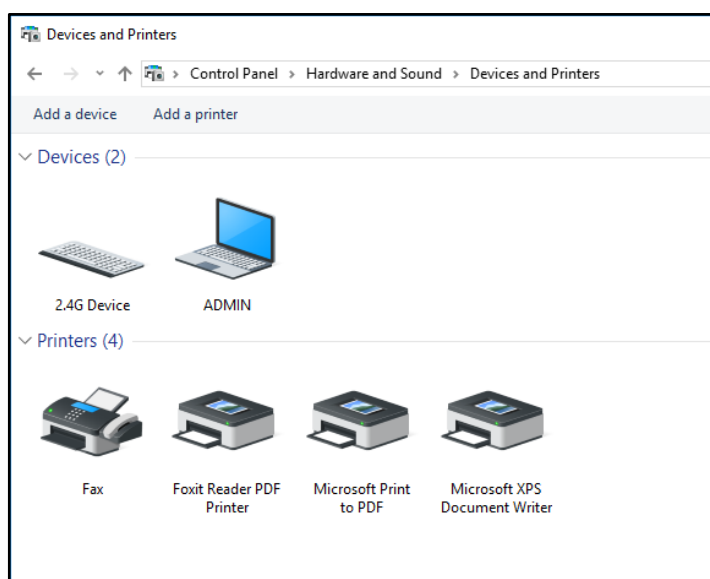 Devices and Printers
Control Panel > Hardware and Sound > Devices and Printers
Add a device Add a printer
Devices (2)
2.4G Device ADMIN
Printers (4)
Fax Foxit Reader PDF Microsoft Print Microsoft XPS
Printer to PDF Document Writer